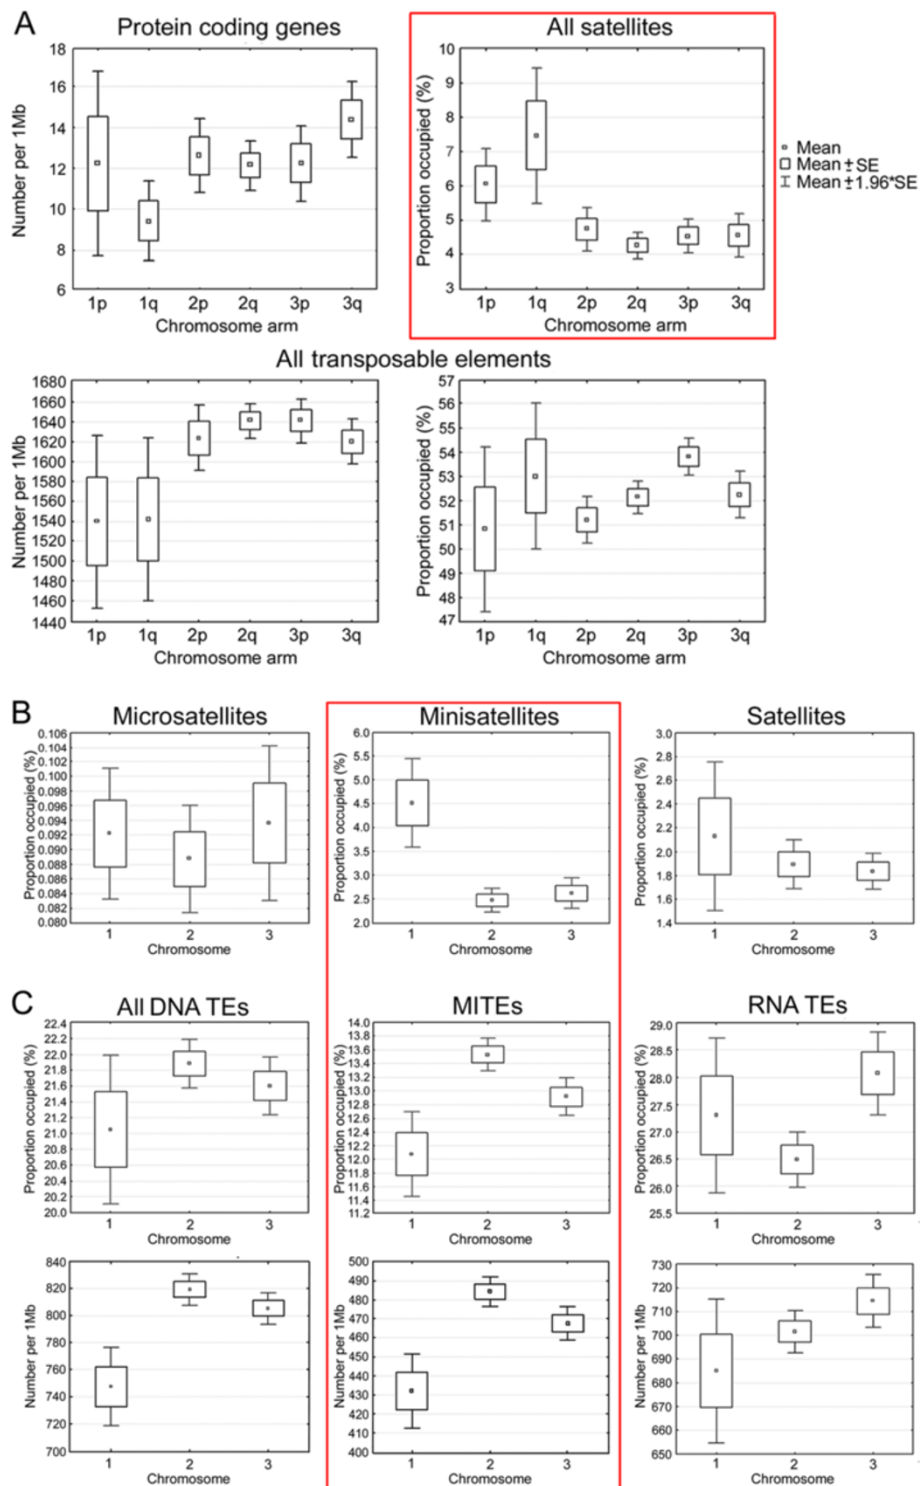 A
Protein coding genes
Number per 1Mb
18
16
14
12
10
8
6
1p 1q 2p 2q 3p 3q
Chromosome arm
All satellites
Proportion occupied (%)
10
9
8
7
6
5
4
3
1p 1q 2p 2q 3p 3q
Chromosome arm
Mean
Mean±SE
Mean±1.96*SE
All transposable elements
Number per 1Mb
1680
1660
1640
1620
1600
1580
1560
1540
1520
1500
1480
1460
1440
1p 1q 2p 2q 3p 3q
Chromosome arm
Proportion occupied (%)
57
56
55
54
53
52
51
50
49
48
47
1p 1q 2p 2q 3p 3q
Chromosome arm
B
Microsatellites
Proportion occupied (%)
0.106
0.104
0.102
0.100
0.098
0.096
0.094
0.092
0.090
0.088
0.086
0.084
0.082
0.080
1 2 3
Chromosome
Minisatellites
Proportion occupied (%)
6.0
5.5
5.0
4.5
4.0
3.5
3.0
2.5
2.0
1 2 3
Chromosome
Satellites
Proportion occupied (%)
3.0
2.8
2.6
2.4
2.2
2.0
1.8
1.6
1.4
1 2 3
Chromosome
C
All DNA TEs
Proportion occupied (%)
22.4
22.2
22.0
21.8
21.6
21.4
21.2
21.0
20.8
20.6
20.4
20.2
20.0
1 2 3
Chromosome
MITEs
Proportion occupied (%)
14.0
13.8
13.6
13.4
13.2
13.0
12.8
12.6
12.4
12.2
12.0
11.8
11.6
11.4
11.2
1 2 3
Chromosome
RNA TEs
Proportion occupied (%)
29.0
28.5
28.0
27.5
27.0
26.5
26.0
25.5
1 2 3
Chromosome
Number per 1Mb
840
820
800
780
760
740
720
700
1 2 3
Chromosome
Number per 1Mb
500
490
480
470
460
450
440
430
420
410
400
1 2 3
Chromosome
Number per 1Mb
730
720
710
700
690
680
670
660
650
1 2 3
Chromosome